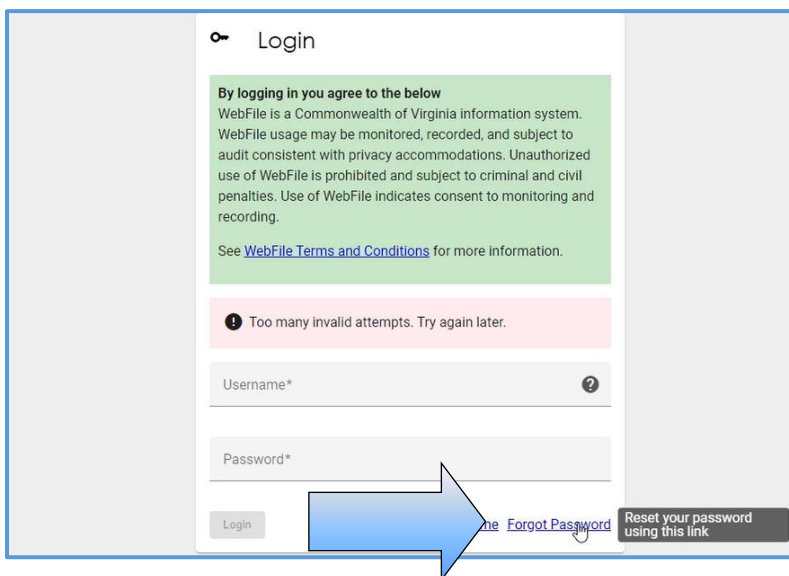 Login
By logging in you agree to the below
WebFile is a Commonwealth of Virginia information system.
WebFile usage may be monitored, recorded, and subject to
audit consistent with privacy accommodations. Unauthorized
use of WebFile is prohibited and subject to criminal and civil
penalties. Use of WebFile indicates consent to monitoring and
recording.
See WebFile Terms and Conditions for more information.
Too many invalid attempts. Try again later.
Username*
Password*
Login Forgot Password
Reset your password
using this link